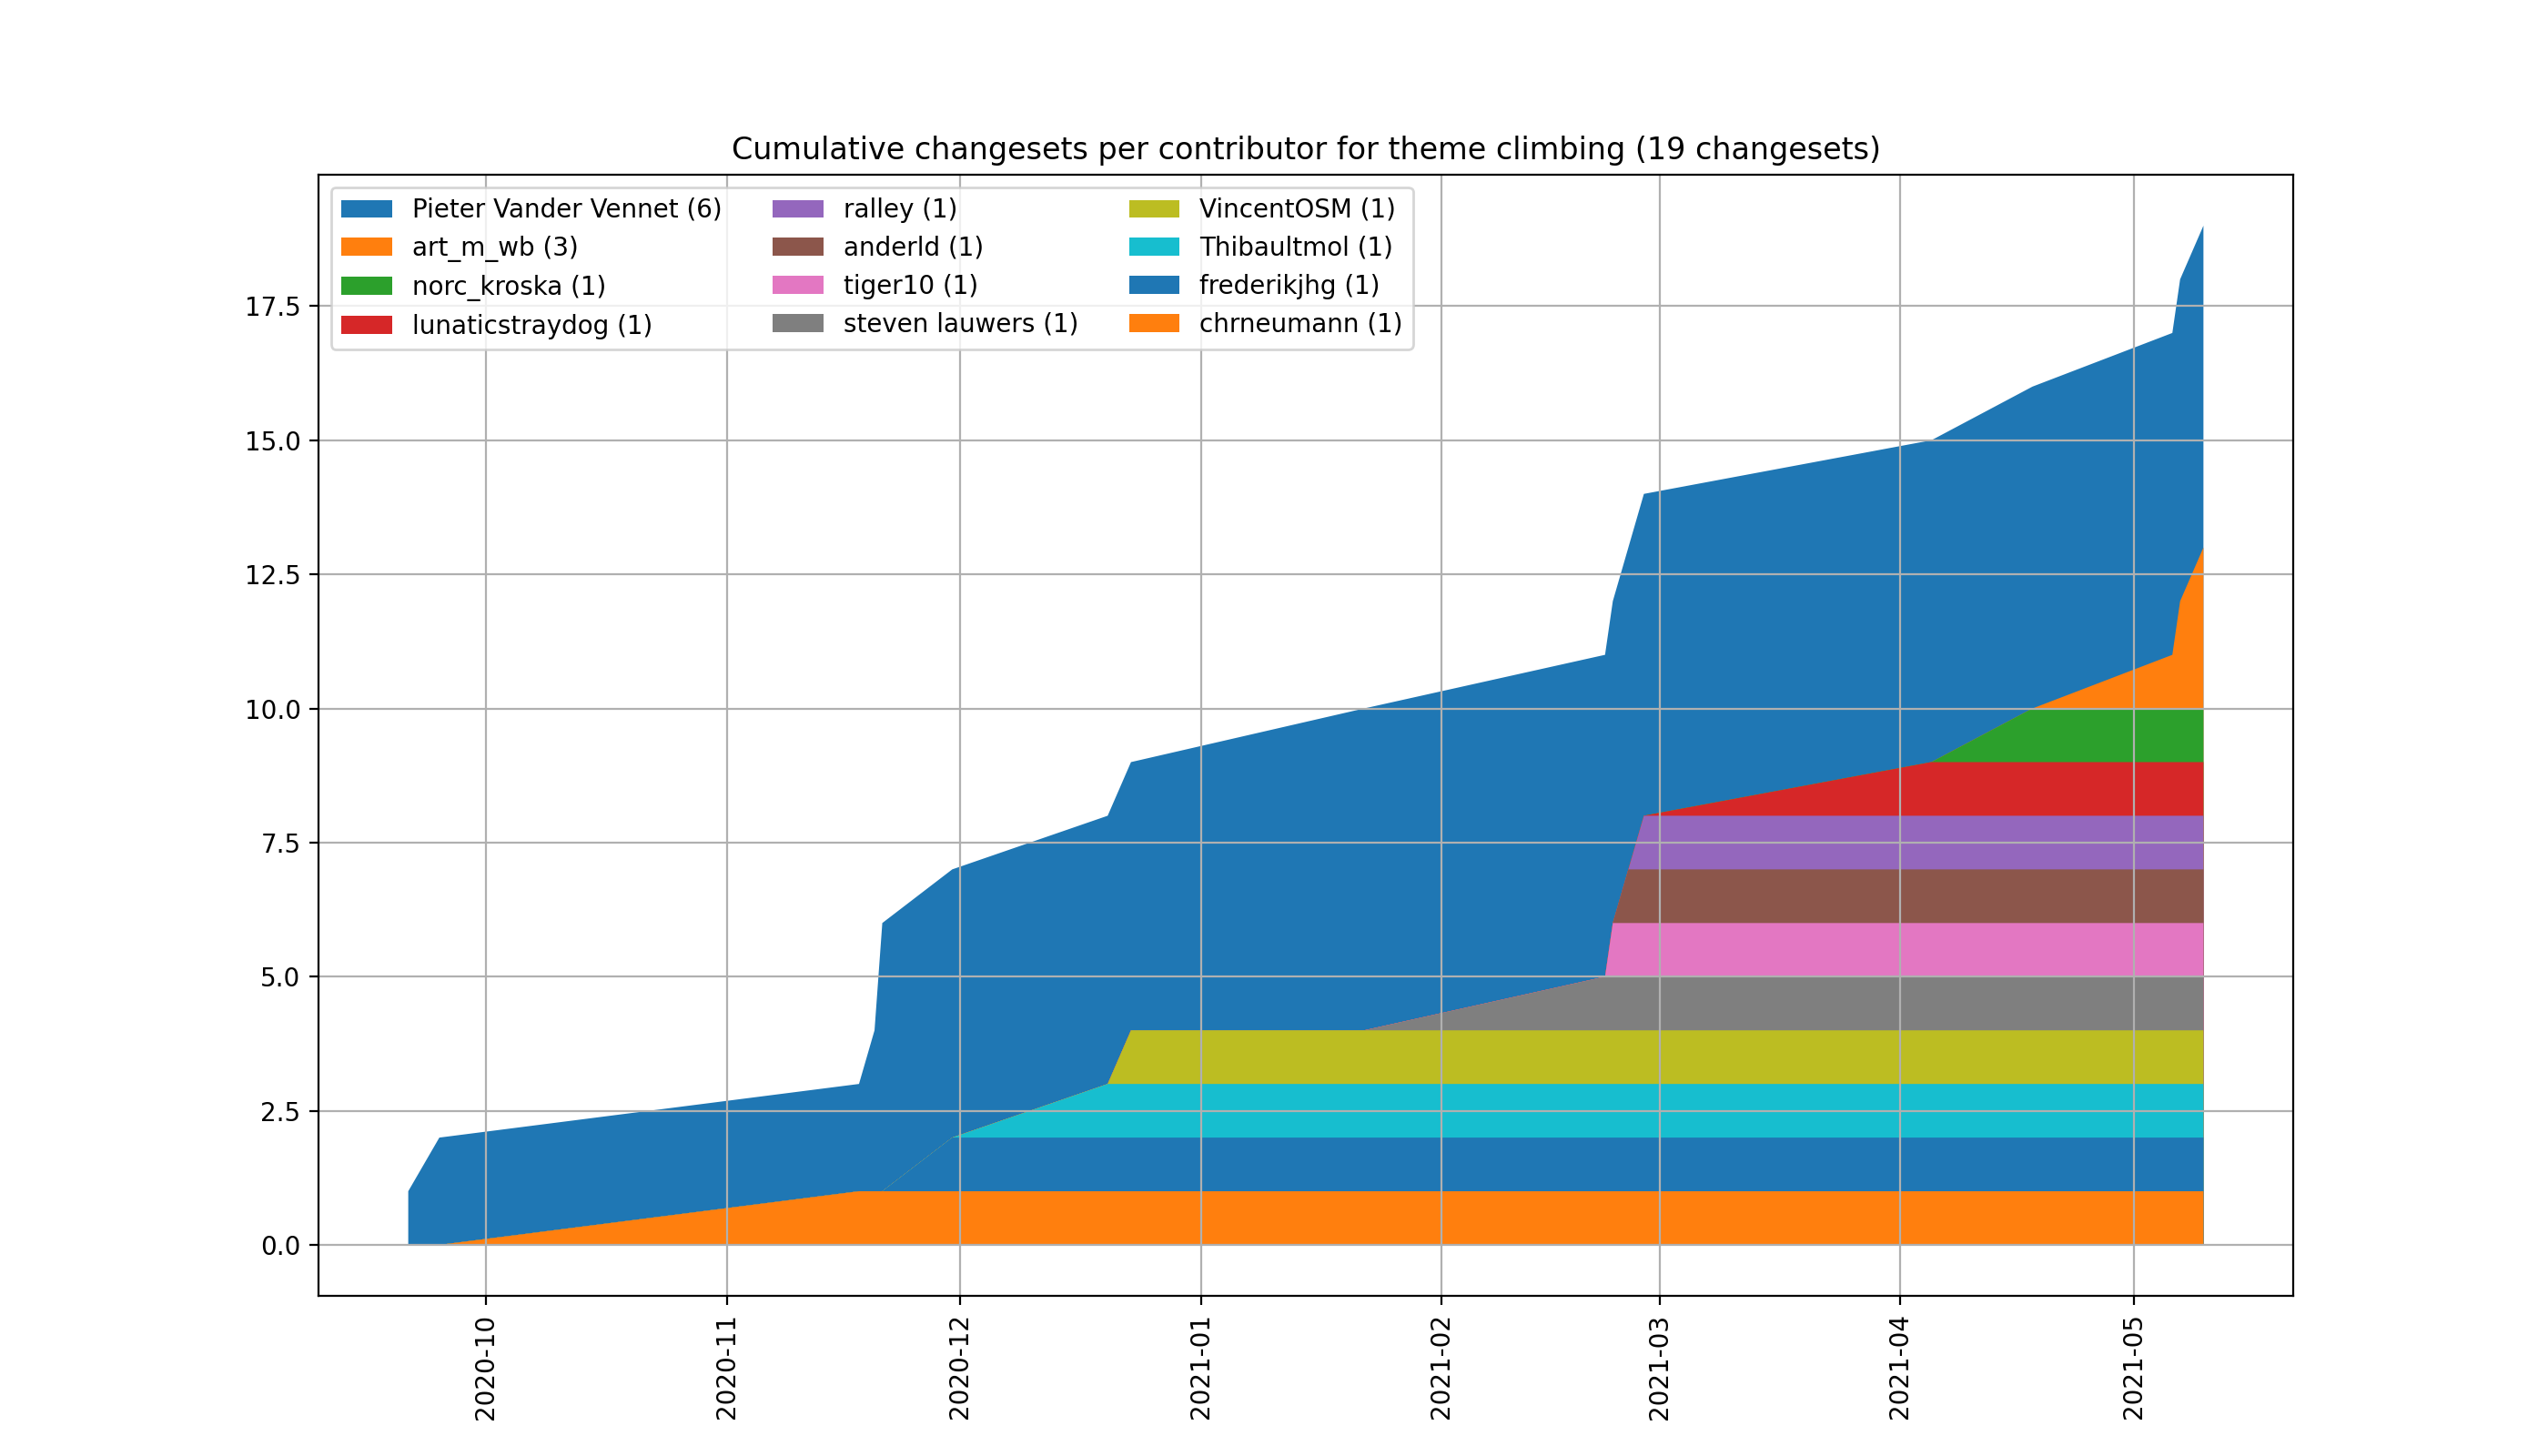 Cumulative changesets per contributor for theme climbing (19 changesets)
Pieter Vander Vennet (6)
art_m_wb (3)
norc_kroska (1)
lunaticstraydog (1)
ralley (1)
anderld (1)
tiger10 (1)
steven lauwers (1)
VincentOSM (1)
Thibaultmol (1)
frederikjhg (1)
chrneumann (1)
17.5
15.0
12.5
10.0
7.5
5.0
2.5
0.0
2020-10
2020-11
2020-12
2021-01
2021-02
2021-03
2021-04
2021-05